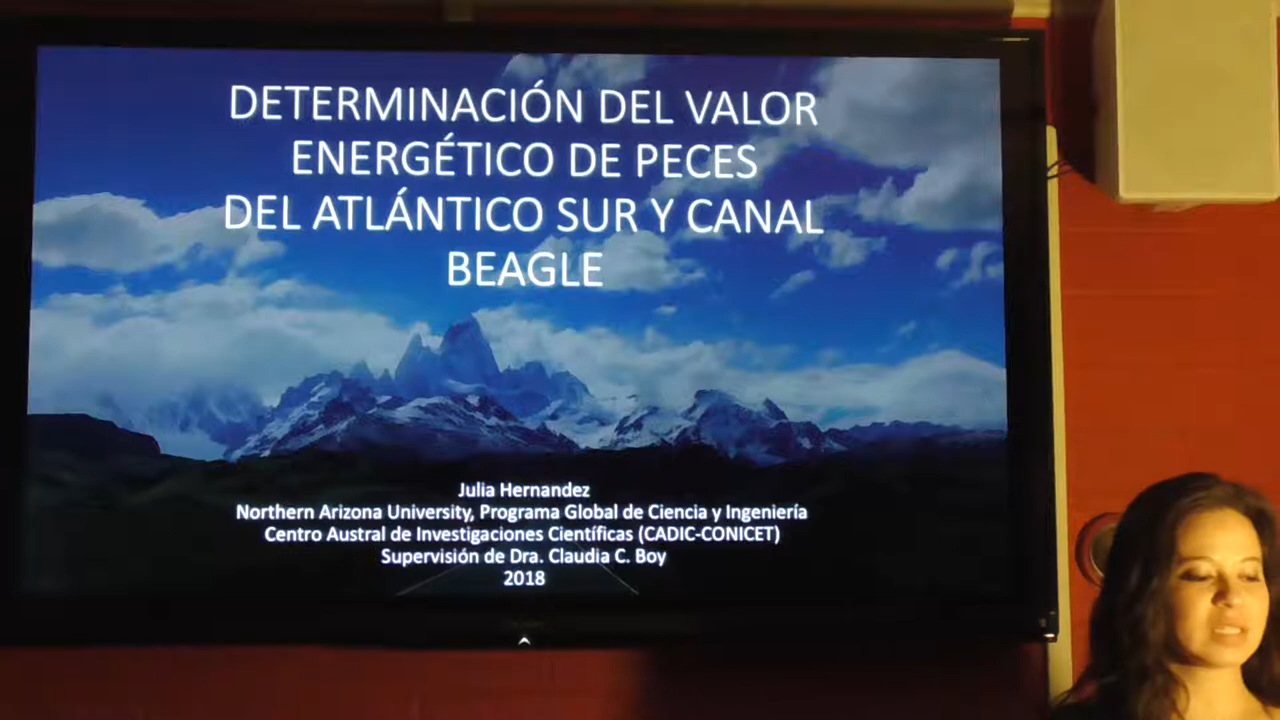 DETERMINACIÓN DEL VALOR
ENERGÉTICO DE PECES
DEL ATLÁNTICO SUR Y CANAL
BEAGLE
Julia Hernandez
Northern Arizona University, Programa Global de Ciencia y Ingeniería
Centro Austral de Investigaciones Científicas (CADIC-CONICET)
Supervisión de Dra. Claudia C. Boy
2018